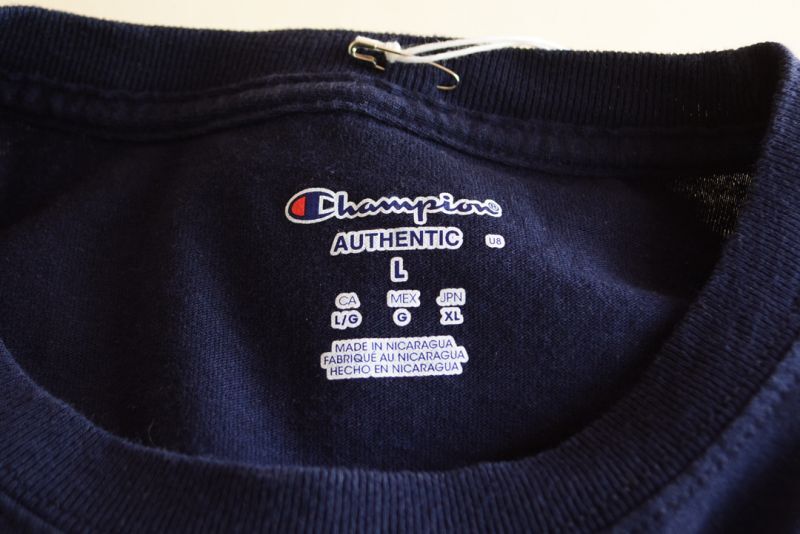 Champion®
AUTHENTIC U8
L
CA MEX JPN
L/G G XL
MADE IN NICARAGUA
FABRIQUÉ AU NICARAGUA
HECHO EN NICARAGUA